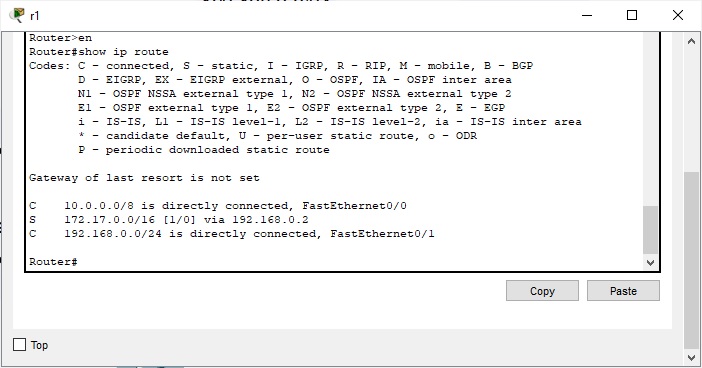 r1
Router>en
Router#show ip route
Codes: C - connected, S - static, I - IGRP, R - RIP, M - mobile, B - BGP
D - EIGRP, EX - EIGRP external, O - OSPF, IA - OSPF inter area
N1 - OSPF NSSA external type 1, N2 - OSPF NSSA external type 2
E1 - OSPF external type 1, E2 - OSPF external type 2, E - EGP
i - IS-IS, L1 - IS-IS level-1, L2 - IS-IS level-2, ia - IS-IS inter area
* - candidate default, U - per-user static route, o - ODR
P - periodic downloaded static route
Gateway of last resort is not set
C 10.0.0.0/8 is directly connected, FastEthernet0/0
S 172.17.0.0/16 [1/0] via 192.168.0.2
C 192.168.0.0/24 is directly connected, FastEthernet0/1
Router#
Copy Paste
Top